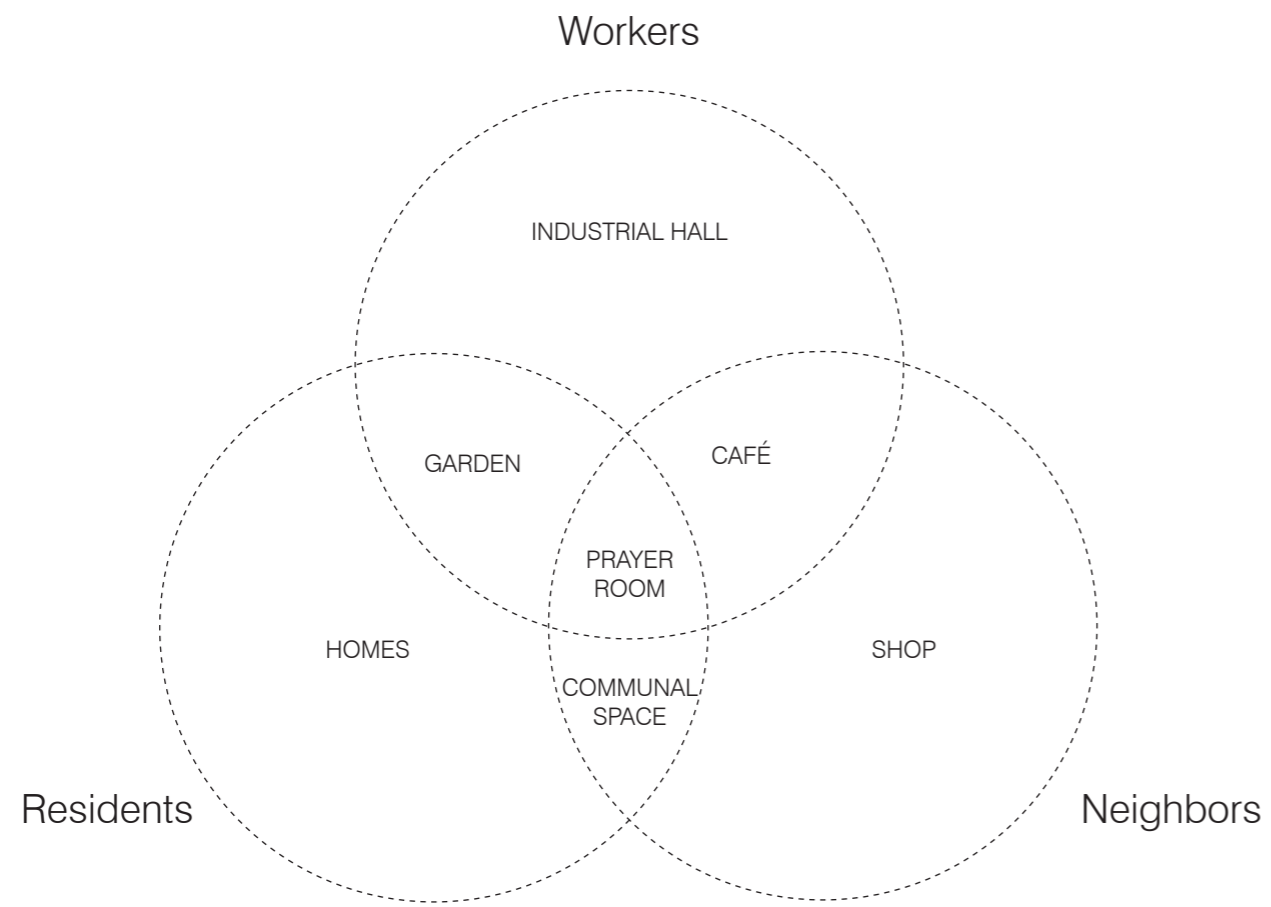 Workers
INDUSTRIAL HALL
GARDEN
CAFÉ
PRAYER
ROOM
HOMES
SHOP
COMMUNAL
SPACE
Residents
Neighbors